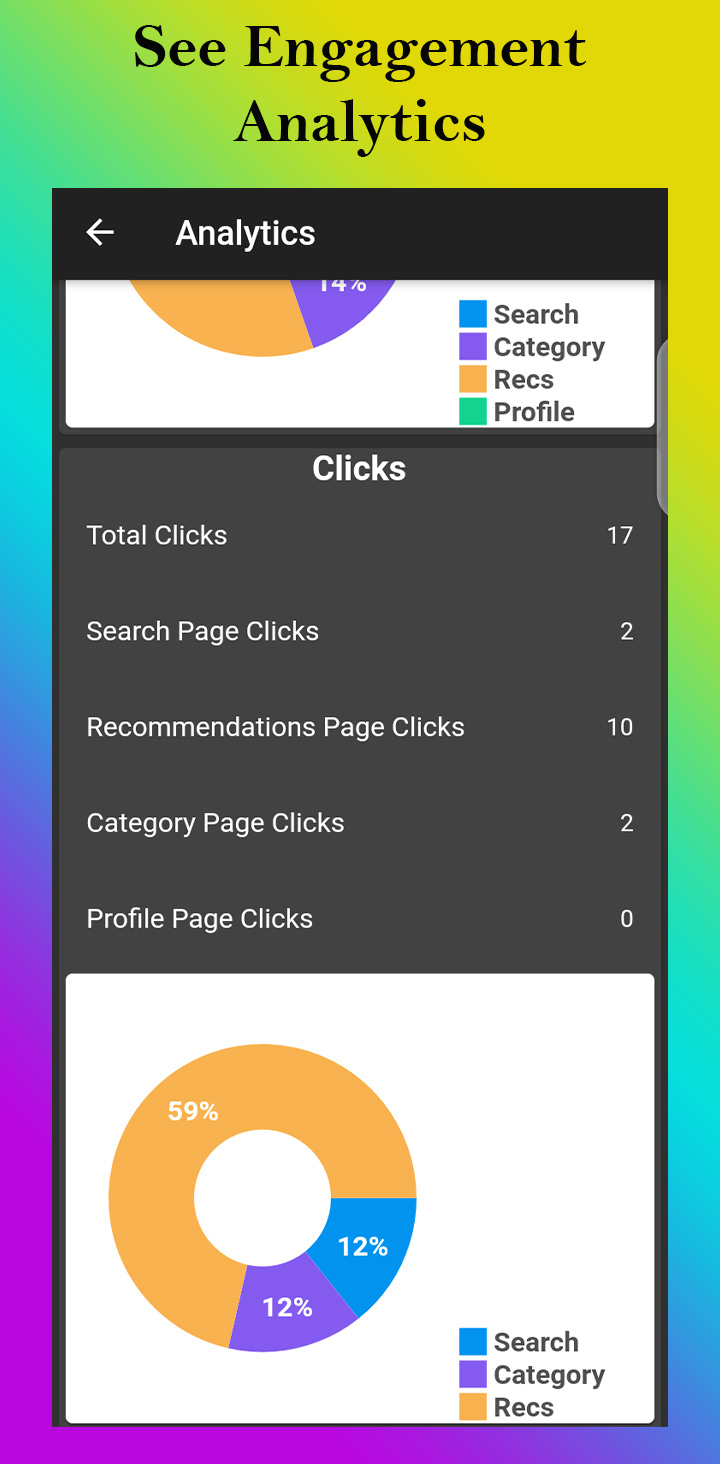 See Engagement
Analytics
Analytics
14%
Search
Category
Recs
Profile
Clicks
Total Clicks 17
Search Page Clicks 2
Recommendations Page Clicks 10
Category Page Clicks 2
Profile Page Clicks 0
59%
12%
12%
Search
Category
Recs